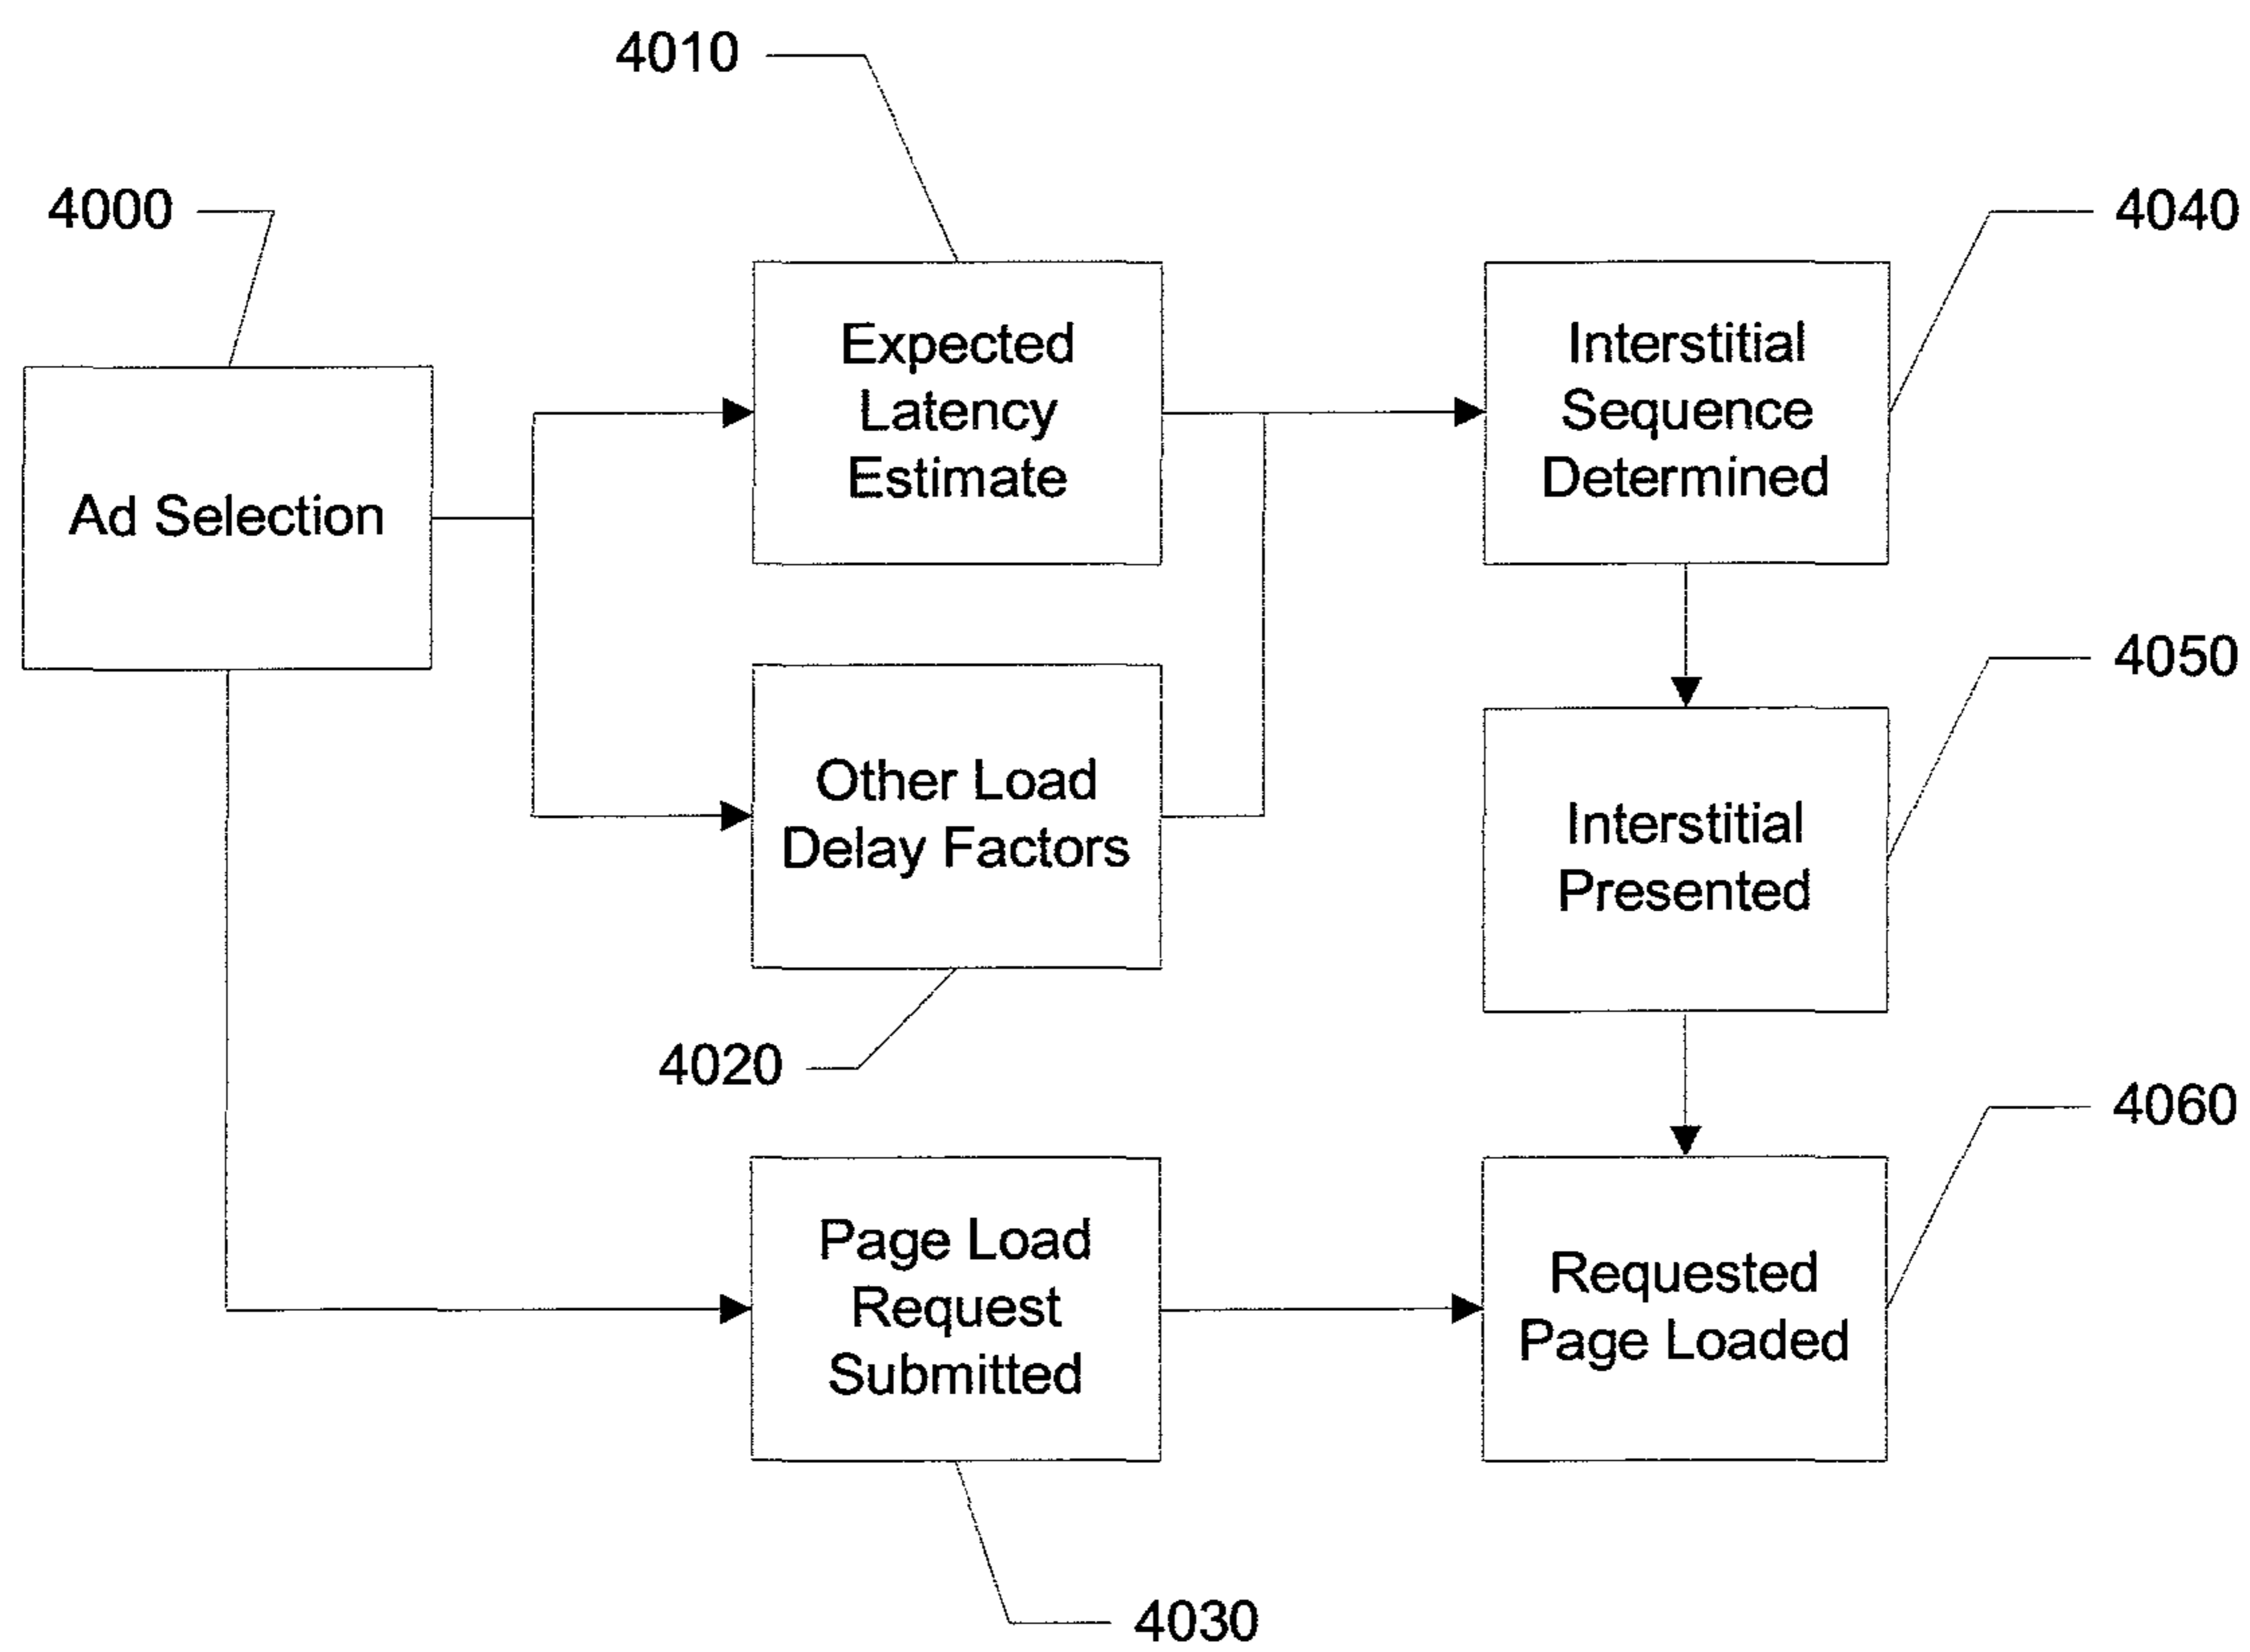 4010
4000
4040
Expected
Latency
Estimate
Interstitial
Sequence
Determined
Ad Selection
4050
Other Load
Delay Factors
Interstitial
Presented
4020
4060
Page Load
Request
Submitted
Requested
Page Loaded
4030